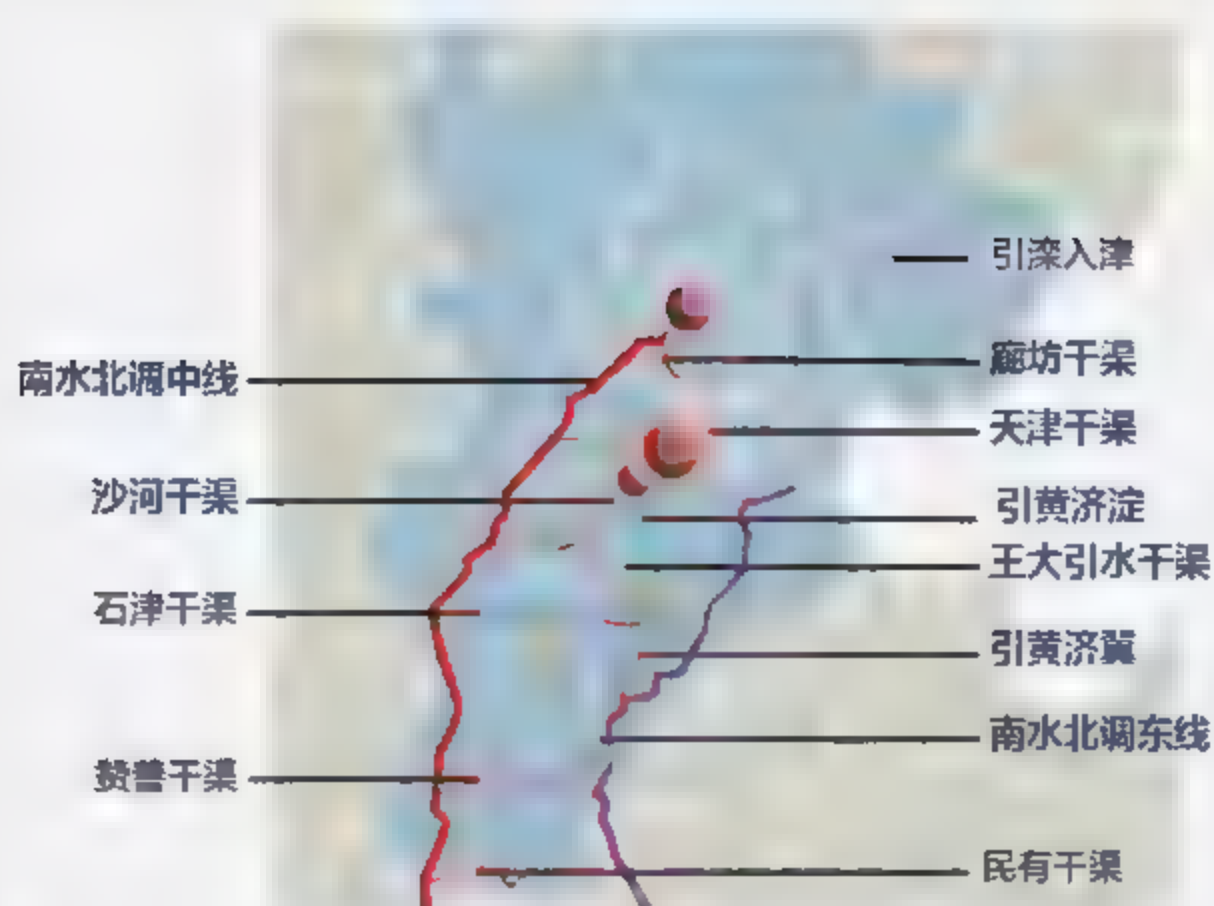 引滦入津
廊坊干渠
南水北调中线
天津干渠
沙河干渠
引黄济淀
王大引水干渠
石津干渠
引黄济冀
南水北调东线
赞善干渠
民有干渠